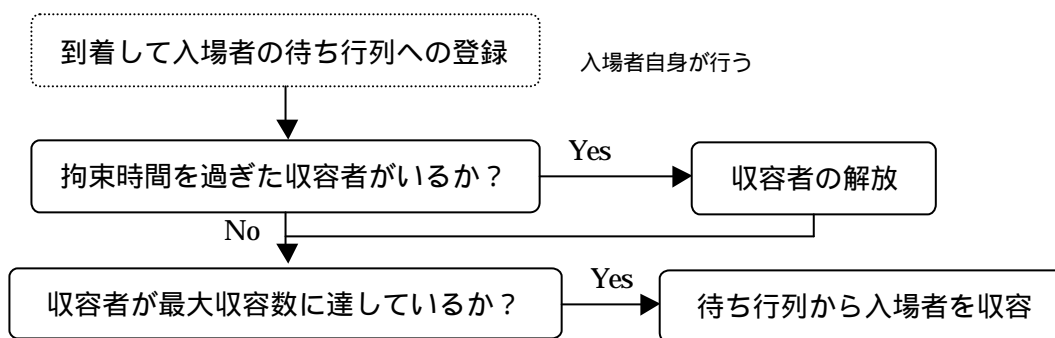 到着して入場者の待ち行列への登録
入場者自身が行う
拘束時間を過ぎた収容者がいるか？
Yes
収容者の解放
No
収容者が最大収容数に達しているか？
Yes
待ち行列から入場者を収容